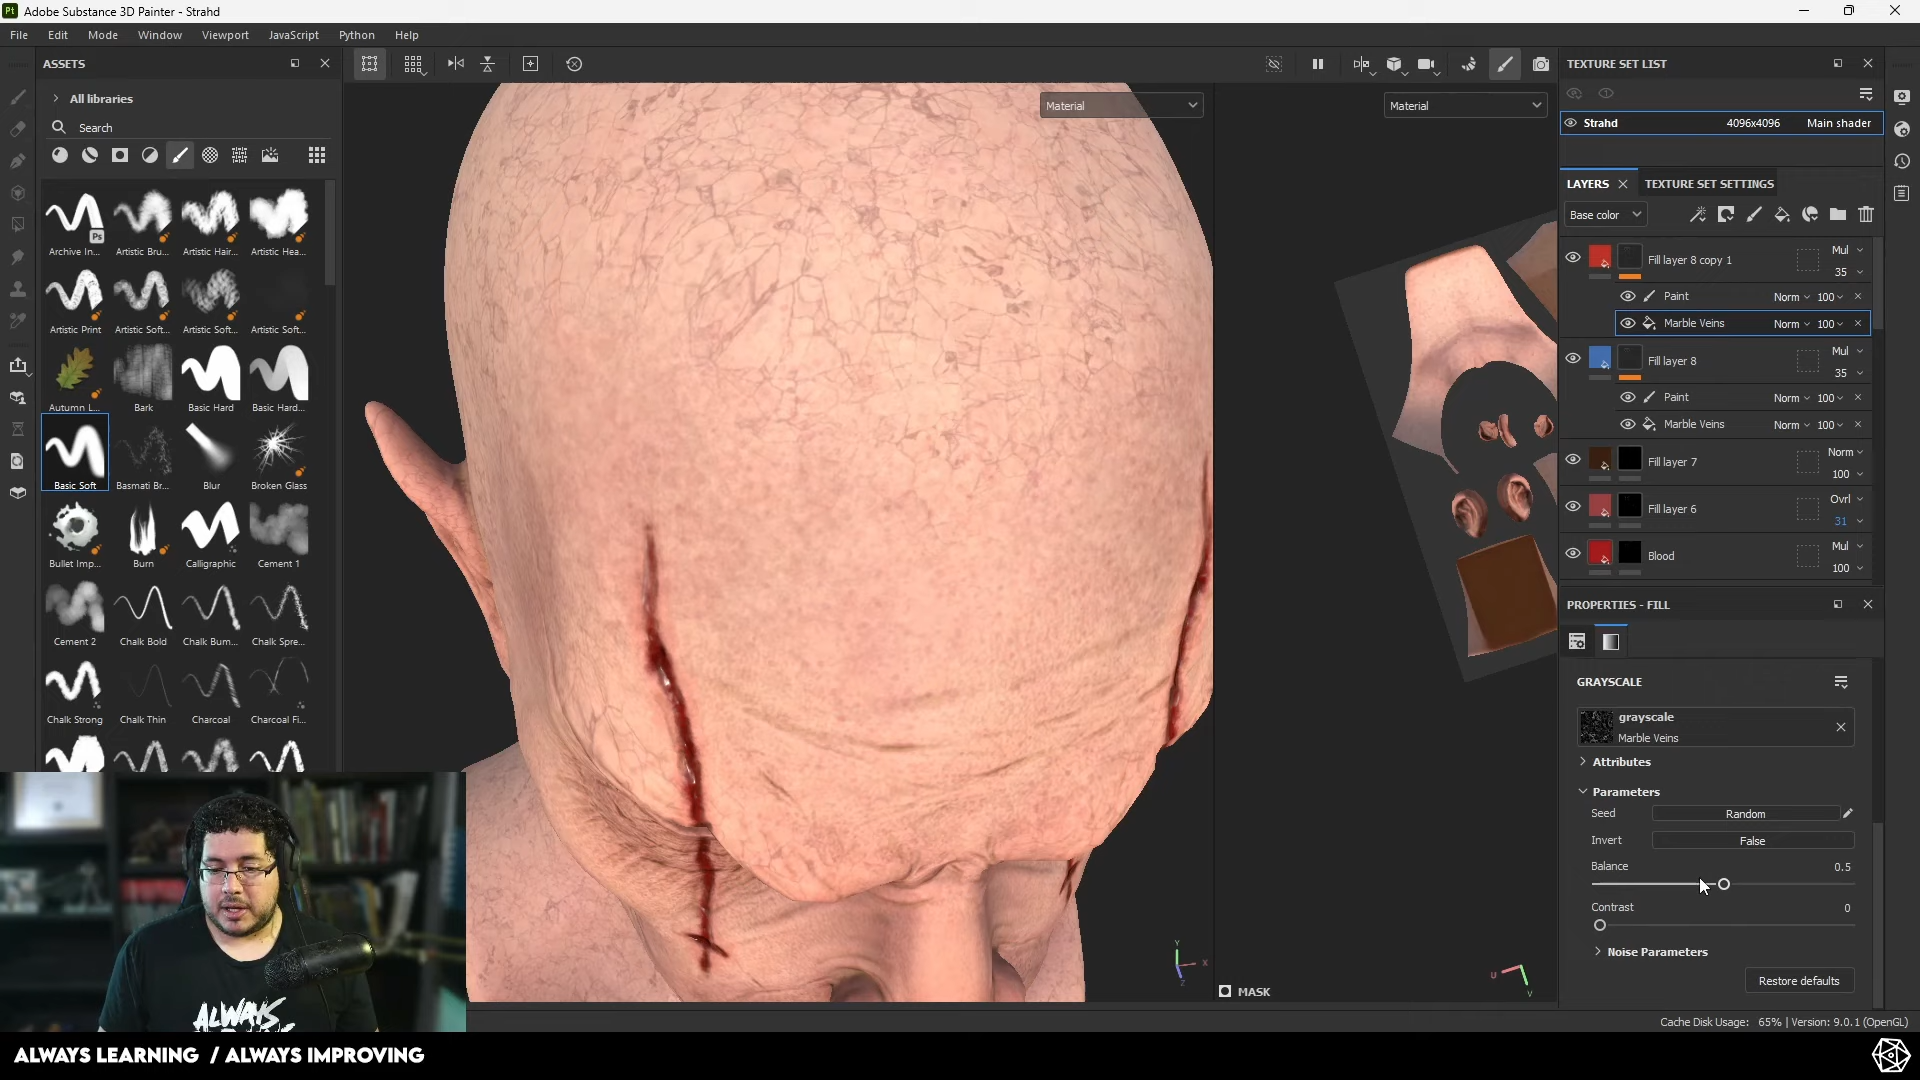 Adobe Substance 3D Painter - Strahd
File Edit Mode Window Viewport JavaScript Python Help
ASSETS
All libraries
Search
Archive In... Artistic Bru... Artistic Hair... Artistic Hea...
Artistic Print Artistic Soft... Artistic Soft... Artistic Soft...
Autumn L... Bark Basic Hard Basic Hard...
Basic Soft Basmati Br... Blur Broken Glass
Bullet Imp... Burn Calligraphic Cement 1
Cement 2 Chalk Bold Chalk Bum... Chalk Spre...
Chalk Strong Chalk Thin Charcoal Charcoal Fi...
Material
Material
MASK
TEXTURE SET LIST
Strahd 4096x4096 Main shader
LAYERS TEXTURE SET SETTINGS
Base color
Fill layer 8 copy 1 Mul
35
Paint Norm 100
Marble Veins Norm 100
Fill layer 8 Mul
35
Paint Norm 100
Marble Veins Norm 100
Fill layer 7 Norm
100
Fill layer 6 Ovrl
31
Blood Mul
100
PROPERTIES - FILL
GRAYSCALE
grayscale
Marble Veins
Attributes
Parameters
Seed Random
Invert False
Balance 0.5
Contrast 0
Noise Parameters
Restore defaults
Cache Disk Usage: 65% | Version: 9.0.1 (OpenGL)
ALWAYS
ALWAYS LEARNING / ALWAYS IMPROVING